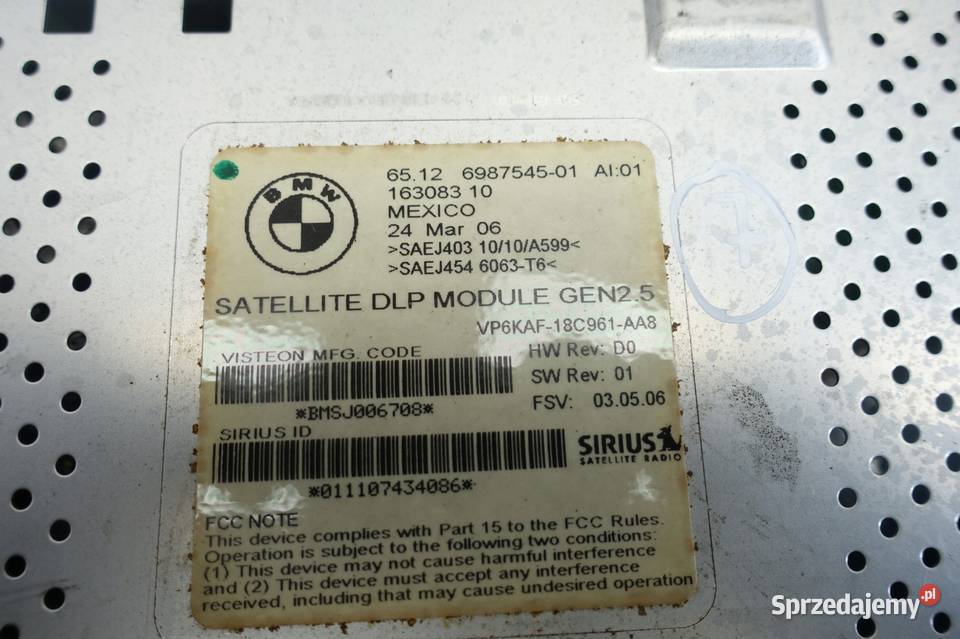 BMW
65.12 6987545-01 AI:01
163083 10
MEXICO
24 Mar 06
>SAEJ403 10/10/A599<
>SAEJ454 6063-T6<
SATELLITE DLP MODULE GEN2.5
VP6KAF-18C961-AA8
VISTEON MFG. CODE
HW Rev: D0
SW Rev: 01
*BMSJ006708*
FSV: 03.05.06
SIRIUS ID
SIRIUS
SATELLITE RADIO
*011107434086*
FCC NOTE
This device complies with Part 15 to the FCC Rules.
Operation is subject to the following two conditions:
(1) This device may not cause harmful interference
and (2) This device must accept any interference
received, including that may cause undesired operation
7
Sprzedajemy.pl